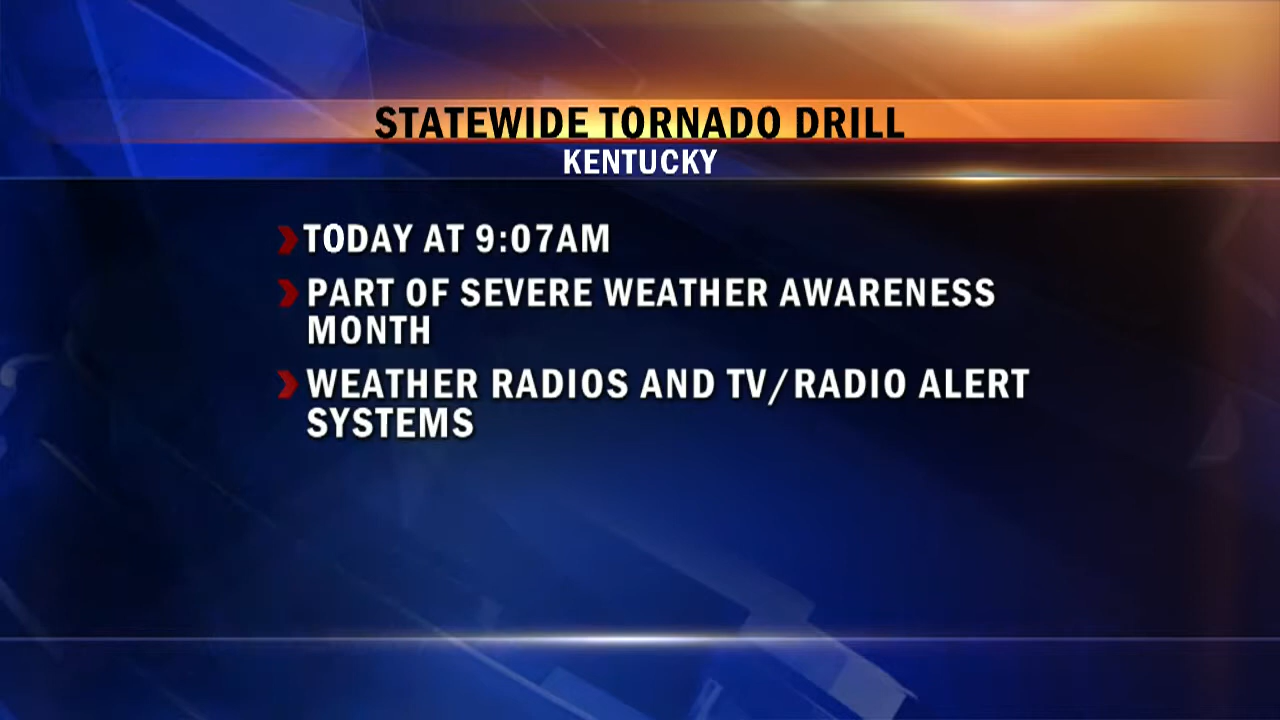 STATEWIDE TORNADO DRILL
KENTUCKY
TODAY AT 9:07AM
PART OF SEVERE WEATHER AWARENESS
MONTH
WEATHER RADIOS AND TV/RADIO ALERT
SYSTEMS